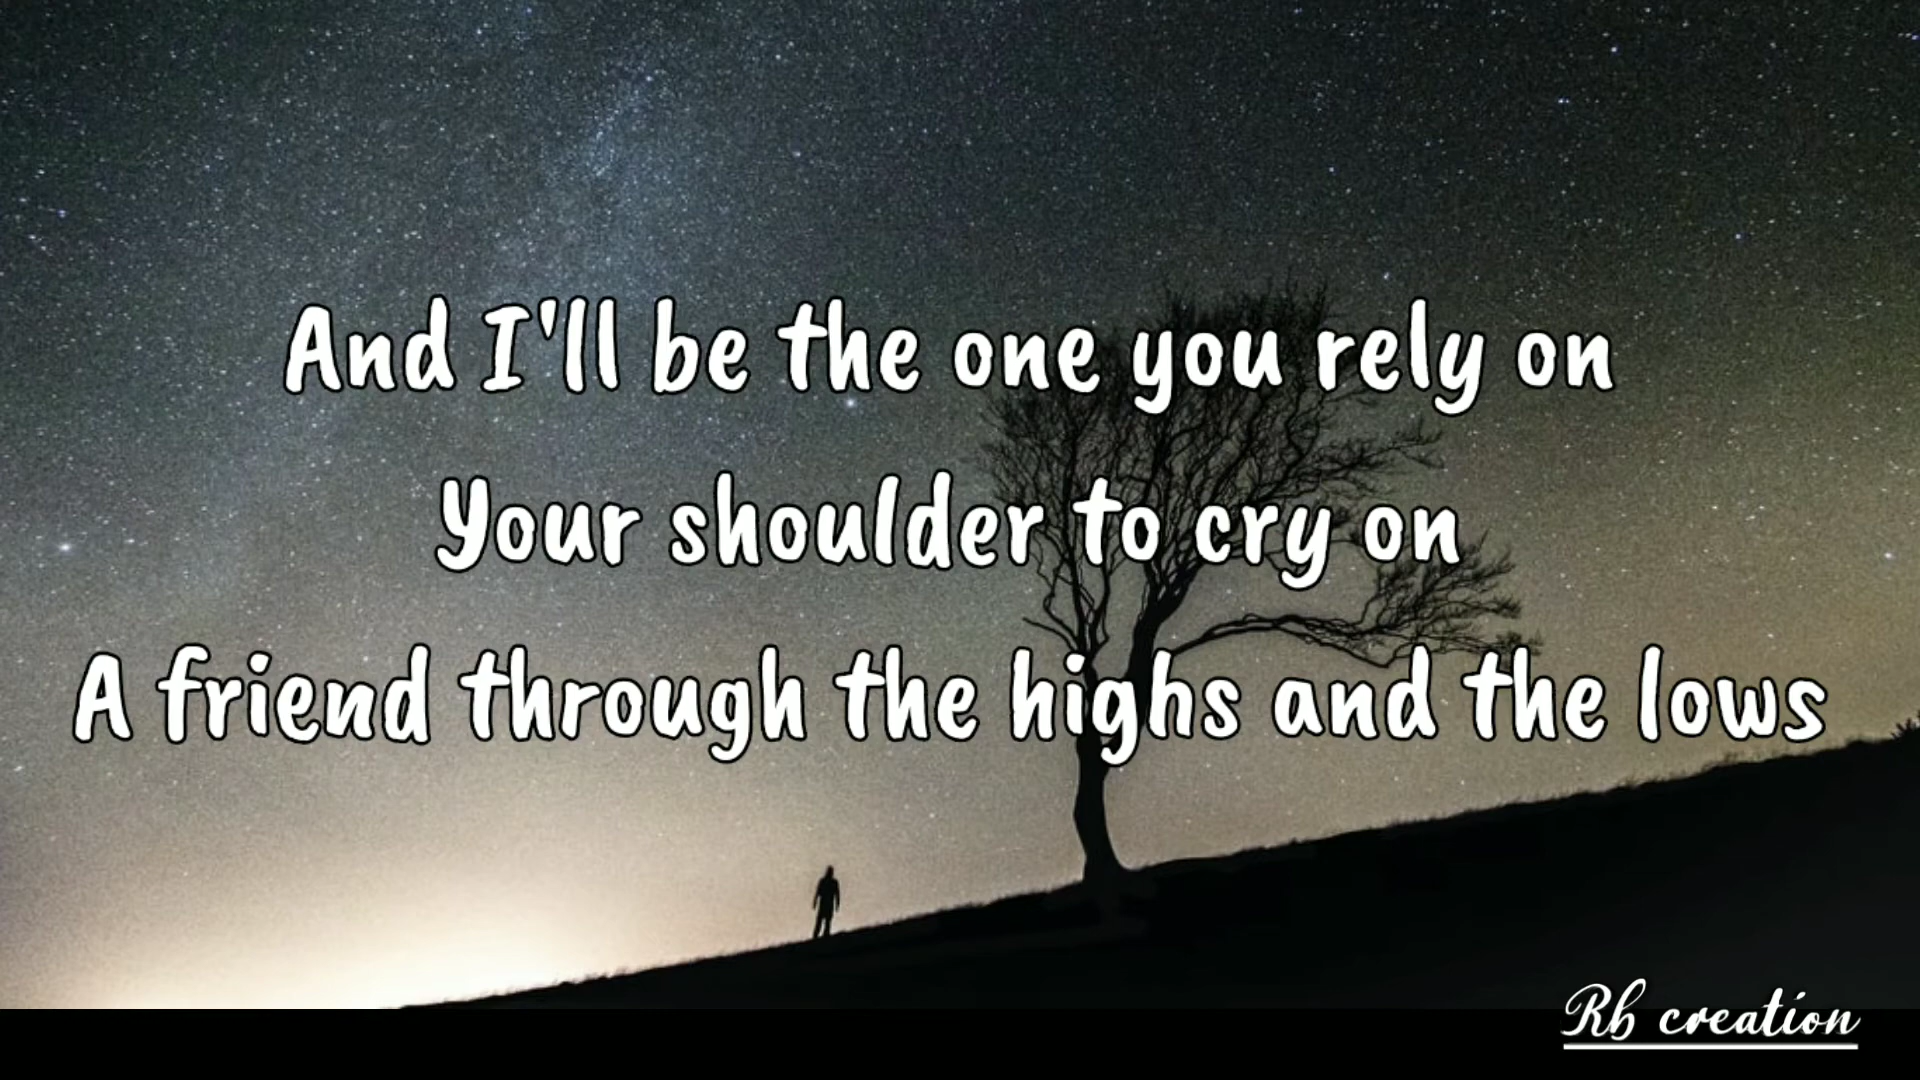 And I'll be the one you rely on
Your shoulder to cry on
A friend through the highs and the lows
Rb creation